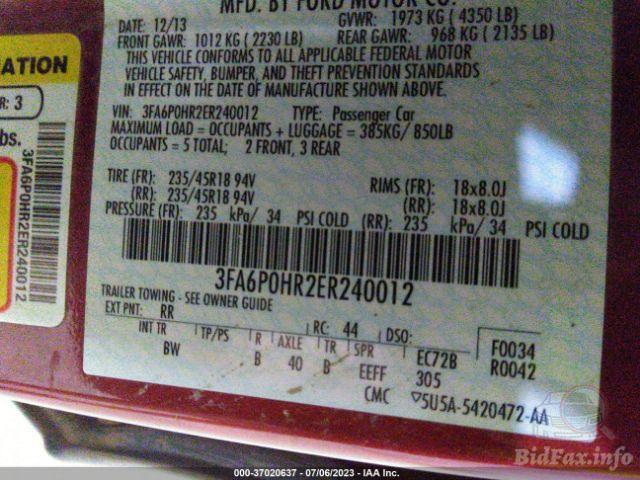 MFD. BY FORD MOTOR CO.
DATE: 12/13 GVWR: 1973 KG ( 4350 LB)
FRONT GAWR: 1012 KG ( 2230 LB) REAR GAWR: 968 KG ( 2135 LB)
THIS VEHICLE CONFORMS TO ALL APPLICABLE FEDERAL MOTOR
VEHICLE SAFETY, BUMPER, AND THEFT PREVENTION STANDARDS
IN EFFECT ON THE DATE OF MANUFACTURE SHOWN ABOVE.
VIN: 3FA6P0HR2ER240012 TYPE: Passenger Car
MAXIMUM LOAD = OCCUPANTS + LUGGAGE = 385KG/ 850LB
OCCUPANTS = 5 TOTAL; 2 FRONT, 3 REAR
TIRE (FR): 235/45R18 94V RIMS (FR): 18x8.0J
(RR): 235/45R18 94V (RR): 18x8.0J
PRESSURE (FR): 235 kPa/ 34 PSI COLD (RR): 235 kPa/ 34 PSI COLD
3FA6P0HR2ER240012
TRAILER TOWING - SEE OWNER GUIDE
EXT PNT: RR RC: 44 DSO:
INT TR TP/PS R AXLE TR SPR EC72B F0034
BW B 40 B EEFF 305 R0042
CMC ▽5U5A-5420472-AA
ATION
R: 3
bs.
3FA6P0HR2ER240012
000-37020637 - 07/06/2023 - IAA Inc.
BidFax.info